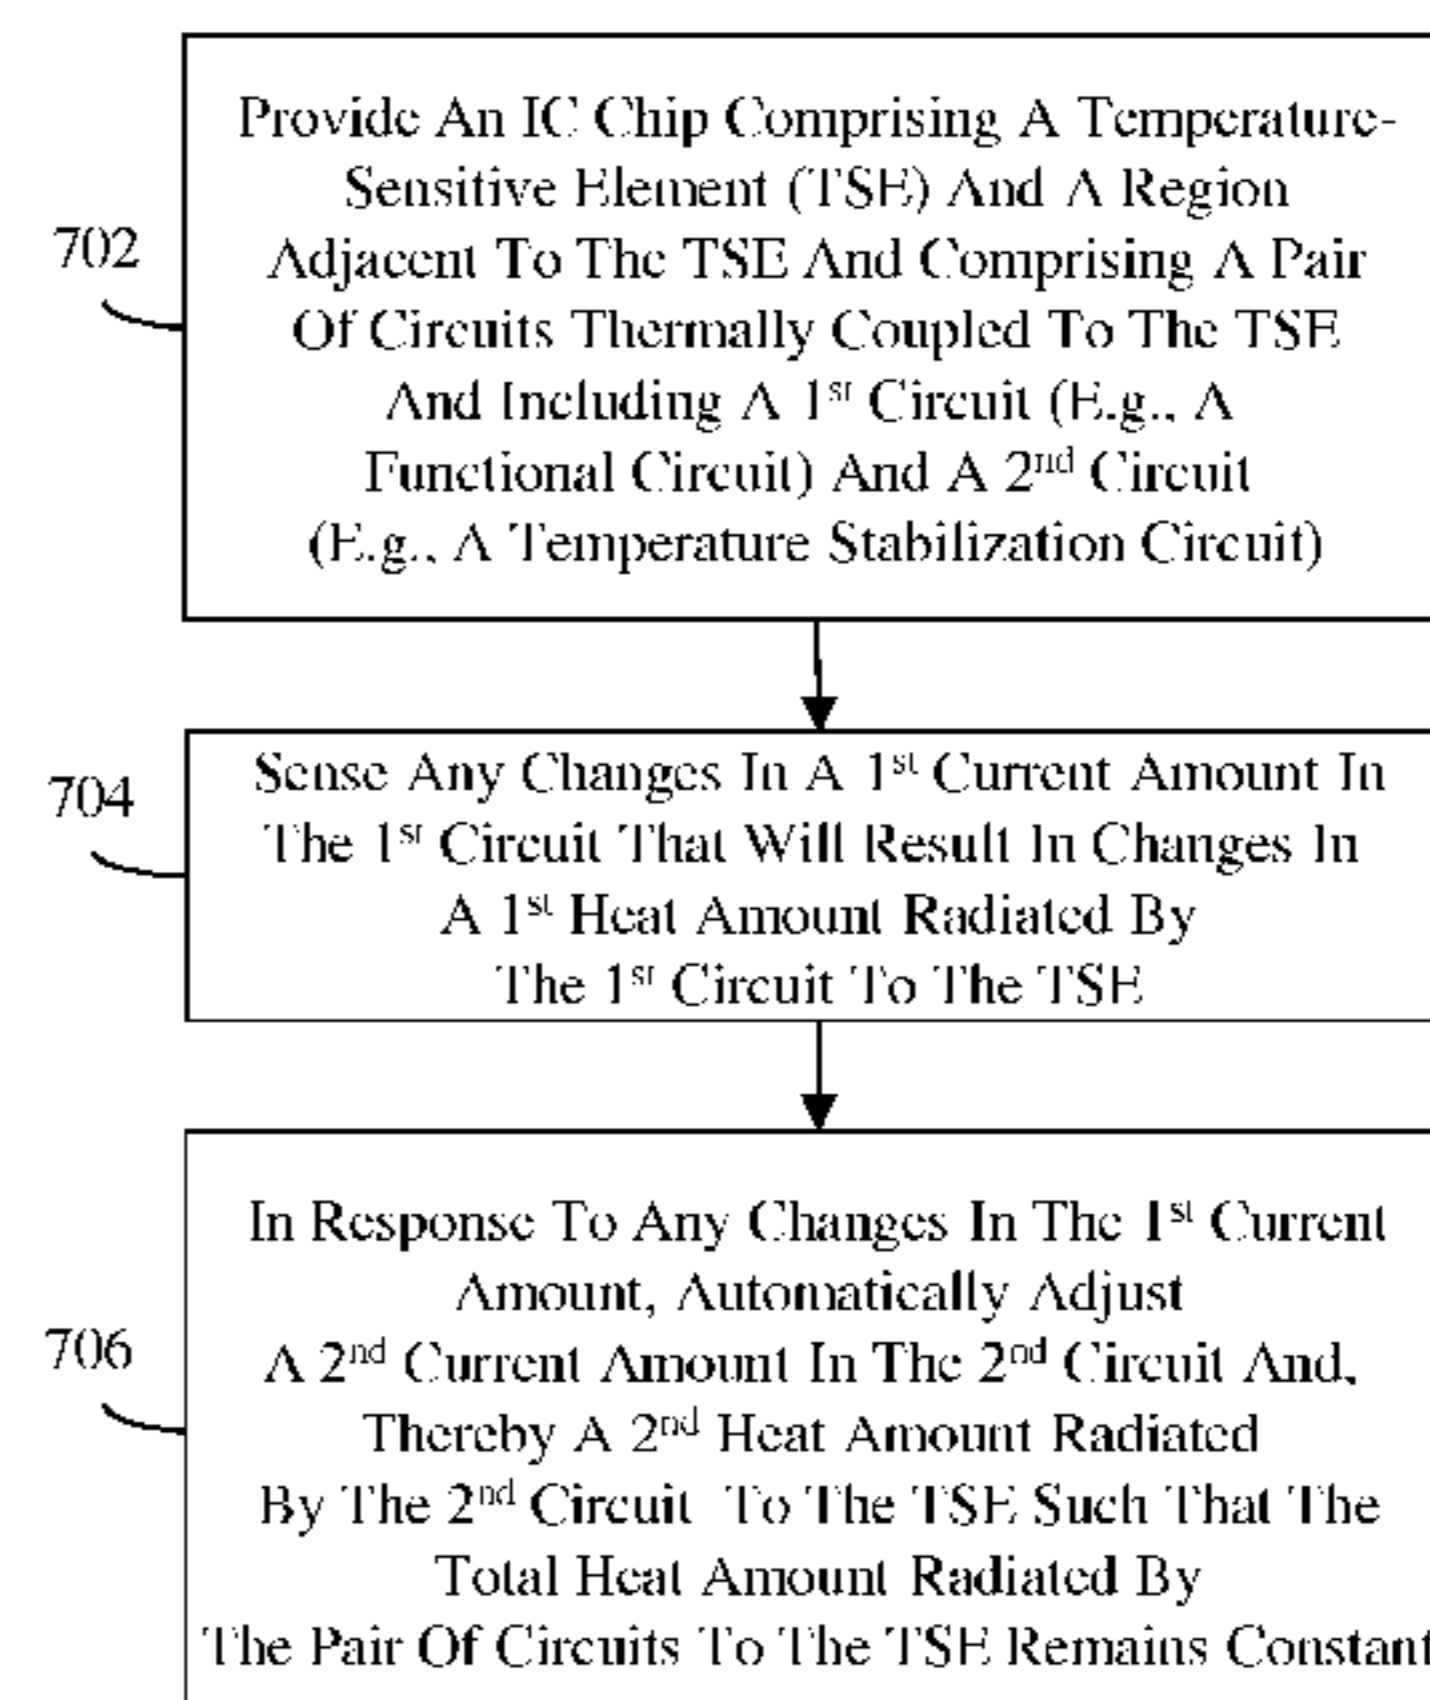 Provide An IC Chip Comprising A Temperature-
Sensitive Element (TSE) And A Region
702
Adjacent To The TSE And Comprising A Pair
Of Circuits Thermally Coupled To The TSE
And Including A 1st Circuit (E.g., A
Functional Circuit) And A 2nd Circuit
(E.g., A Temperature Stabilization Circuit)
704
Sense Any Changes In A 1st Current Amount In
The 1st Circuit That Will Result In Changes In
A 1st Heat Amount Radiated By
The 1st Circuit To The TSE
In Response To Any Changes In The 1st Current
Amount, Automatically Adjust
706
A 2nd Current Amount In The 2nd Circuit And,
Thereby A 2nd Heat Amount Radiated
By The 2nd Circuit To The TSE Such That The
Total Heat Amount Radiated By
The Pair Of Circuits To The TSE Remains Constant